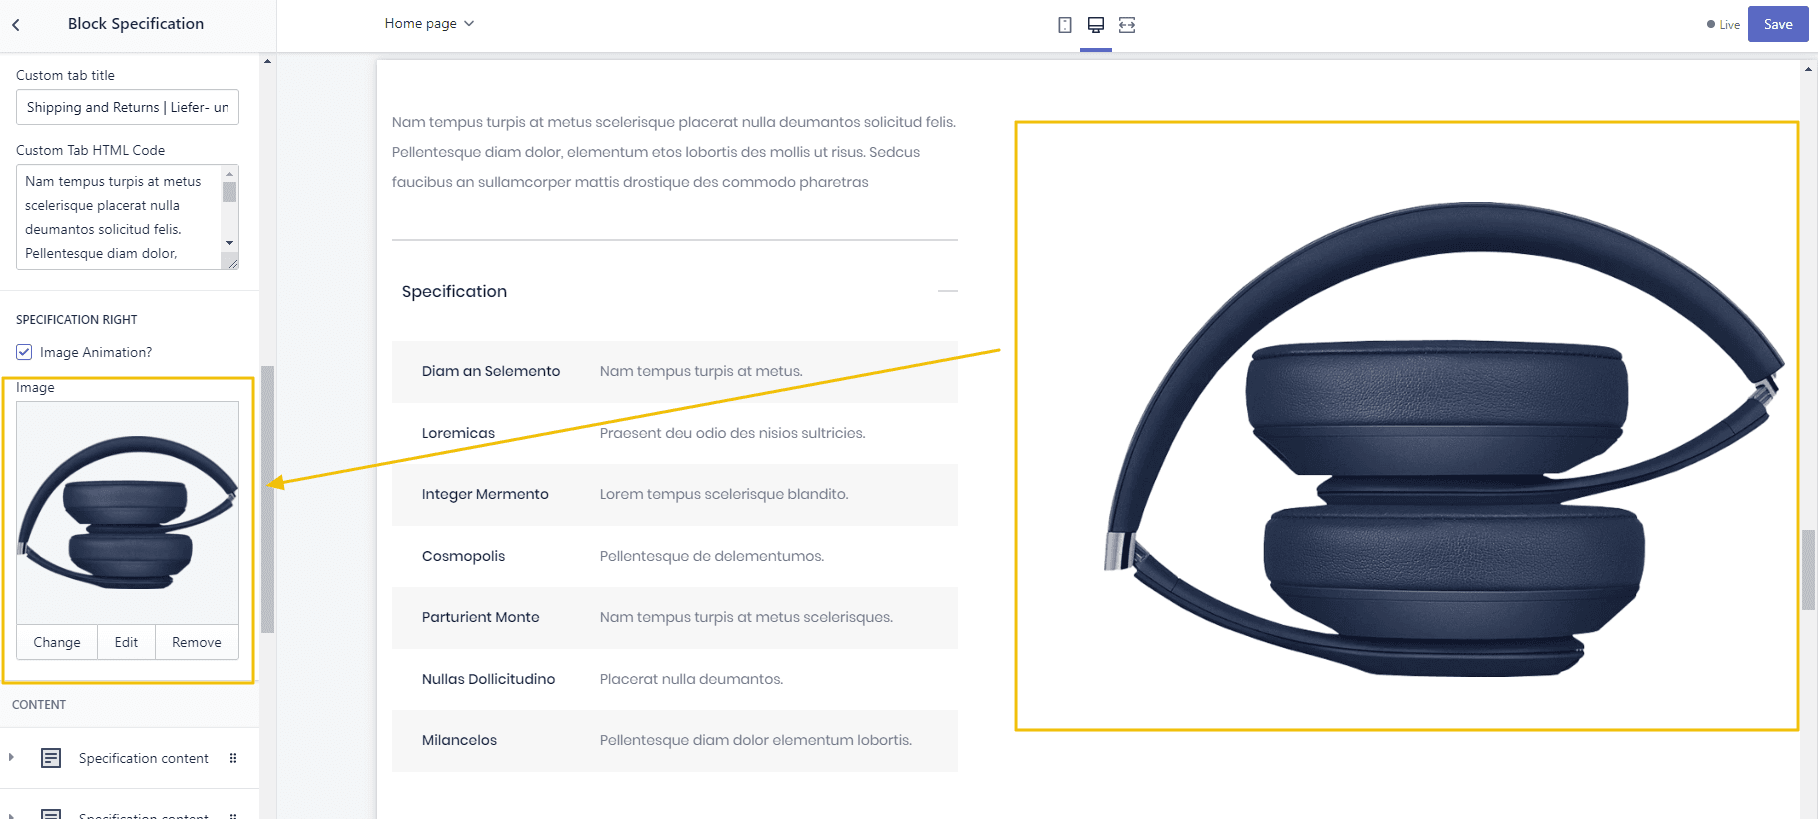 Block Specification
Home page
Live
Save
Custom tab title
Shipping and Returns | Liefer- un
Custom Tab HTML Code
Nam tempus turpis at metus
scelerisque placerat nulla
deumantos solicitud felis.
Pellentesque diam dolor,
SPECIFICATION RIGHT
Image Animation?
Image
Change
Edit
Remove
CONTENT
Specification content
Specification content
Nam tempus turpis at metus scelerisque placerat nulla deumantos solicitud felis.
Pellentesque diam dolor, elementum etos lobortis des mollis ut risus. Sedcus
faucibus an sullamcorper mattis drostique des commodo pharetras
Specification
Diam an Selemento Nam tempus turpis at metus.
Loremicas Praesent deu odio des nisios sultricies.
Integer Mermento Lorem tempus scelerisque blandito.
Cosmopolis Pellentesque de delementumos.
Parturient Monte Nam tempus turpis at metus scelerisques.
Nullas Dollicitudino Placerat nulla deumantos.
Milancelos Pellentesque diam dolor elementum lobortis.